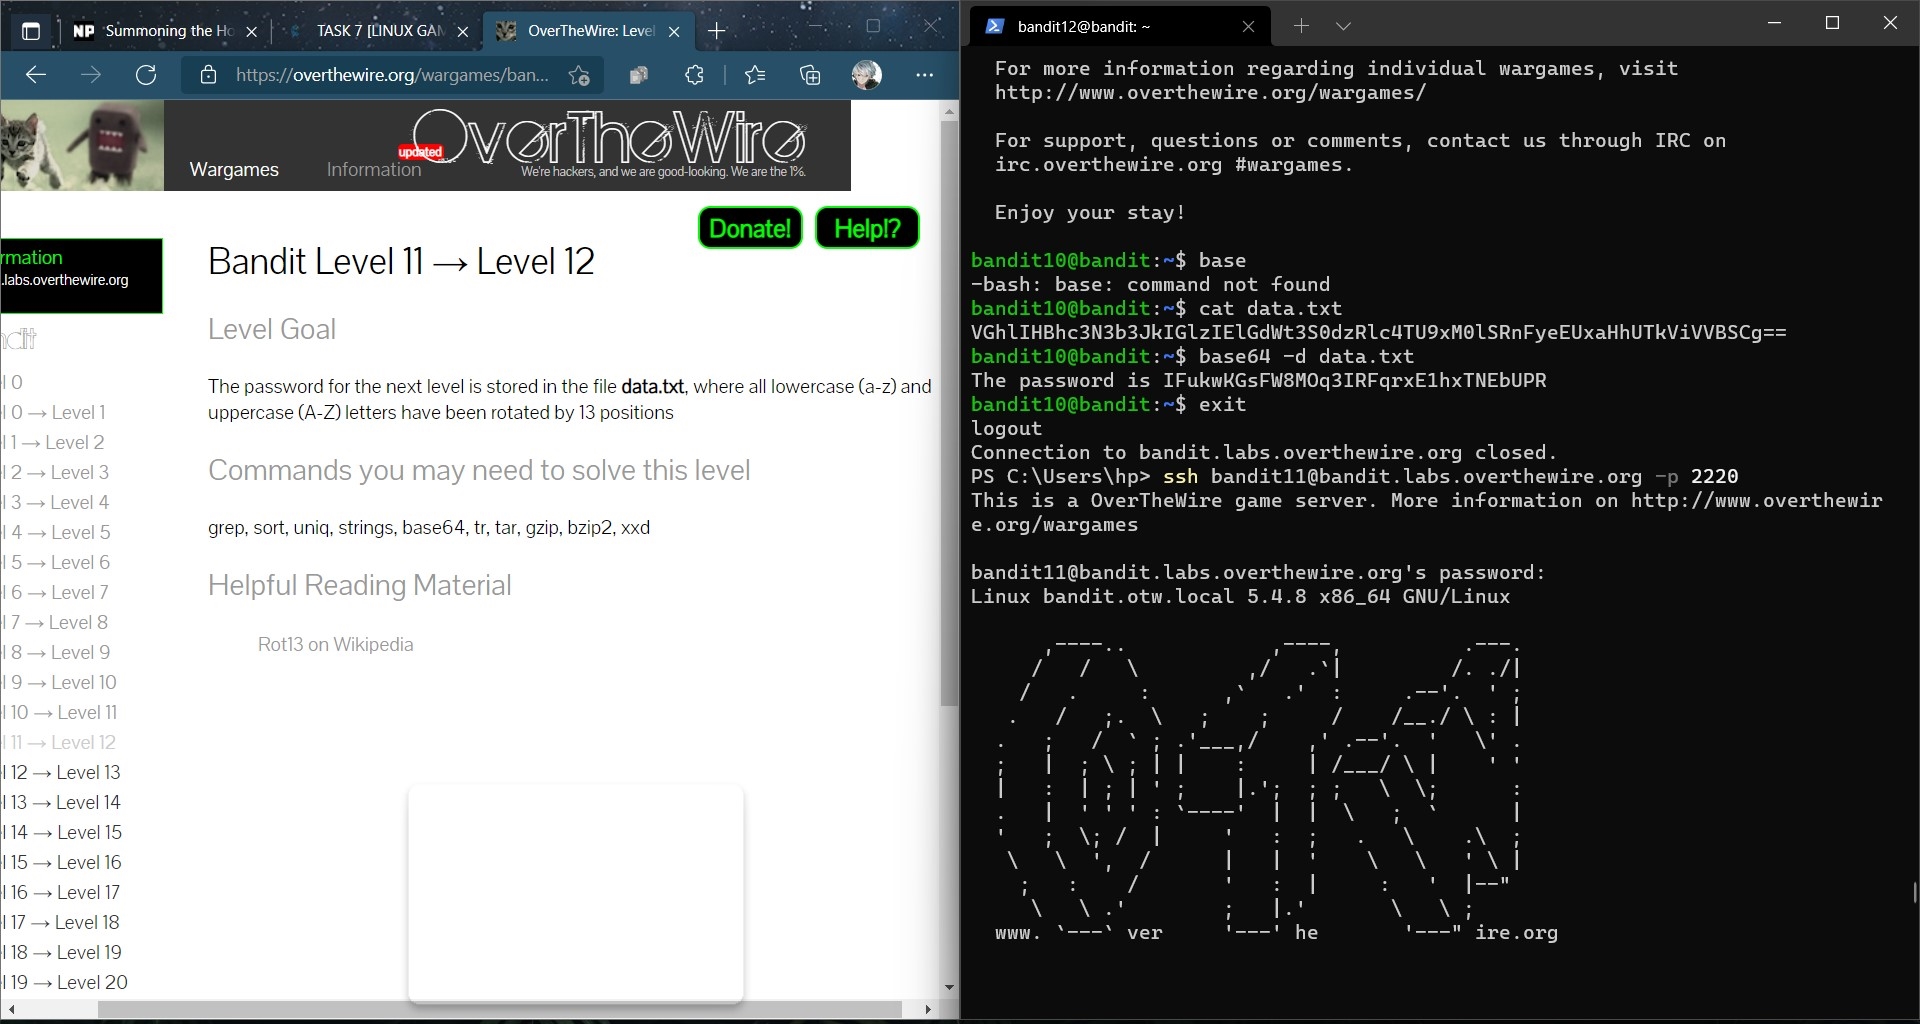 Summoning the Ho
TASK 7 [LINUX GAM
OverTheWire: Level
https://overthewire.org/wargames/ban...
Wargames
Information
updated
OverTheWire
We're hackers, and we are good-looking. We are the 1%.
Donate!
Help!?
rmation
.labs.overthewire.org
ndit
l 0
l 0 → Level 1
l 1 → Level 2
l 2 → Level 3
l 3 → Level 4
l 4 → Level 5
l 5 → Level 6
l 6 → Level 7
l 7 → Level 8
l 8 → Level 9
l 9 → Level 10
l 10 → Level 11
l 11 → Level 12
l 12 → Level 13
l 13 → Level 14
l 14 → Level 15
l 15 → Level 16
l 16 → Level 17
l 17 → Level 18
l 18 → Level 19
l 19 → Level 20
Bandit Level 11 → Level 12
Level Goal
The password for the next level is stored in the file data.txt, where all lowercase (a-z) and
uppercase (A-Z) letters have been rotated by 13 positions
Commands you may need to solve this level
grep, sort, uniq, strings, base64, tr, tar, gzip, bzip2, xxd
Helpful Reading Material
Rot13 on Wikipedia
bandit12@bandit: ~
For more information regarding individual wargames, visit
http://www.overthewire.org/wargames/
For support, questions or comments, contact us through IRC on
irc.overthewire.org #wargames.
Enjoy your stay!
bandit10@bandit:~$ base
-bash: base: command not found
bandit10@bandit:~$ cat data.txt
VGhlIHBhc3N3b3JkIGlzIElGdWt3S0dzRlc4TU9xM0lSRnFyeEUxaHhUTkViVVBSCg==
bandit10@bandit:~$ base64 -d data.txt
The password is IFukwKGsFW8MOq3IRFqrxE1hxTNEbUPR
bandit10@bandit:~$ exit
logout
Connection to bandit.labs.overthewire.org closed.
PS C:\Users\hp> ssh bandit11@bandit.labs.overthewire.org -p 2220
This is a OverTheWire game server. More information on http://www.overthewir
e.org/wargames
bandit11@bandit.labs.overthewire.org's password:
Linux bandit.otw.local 5.4.8 x86_64 GNU/Linux
www. ver he ire.org